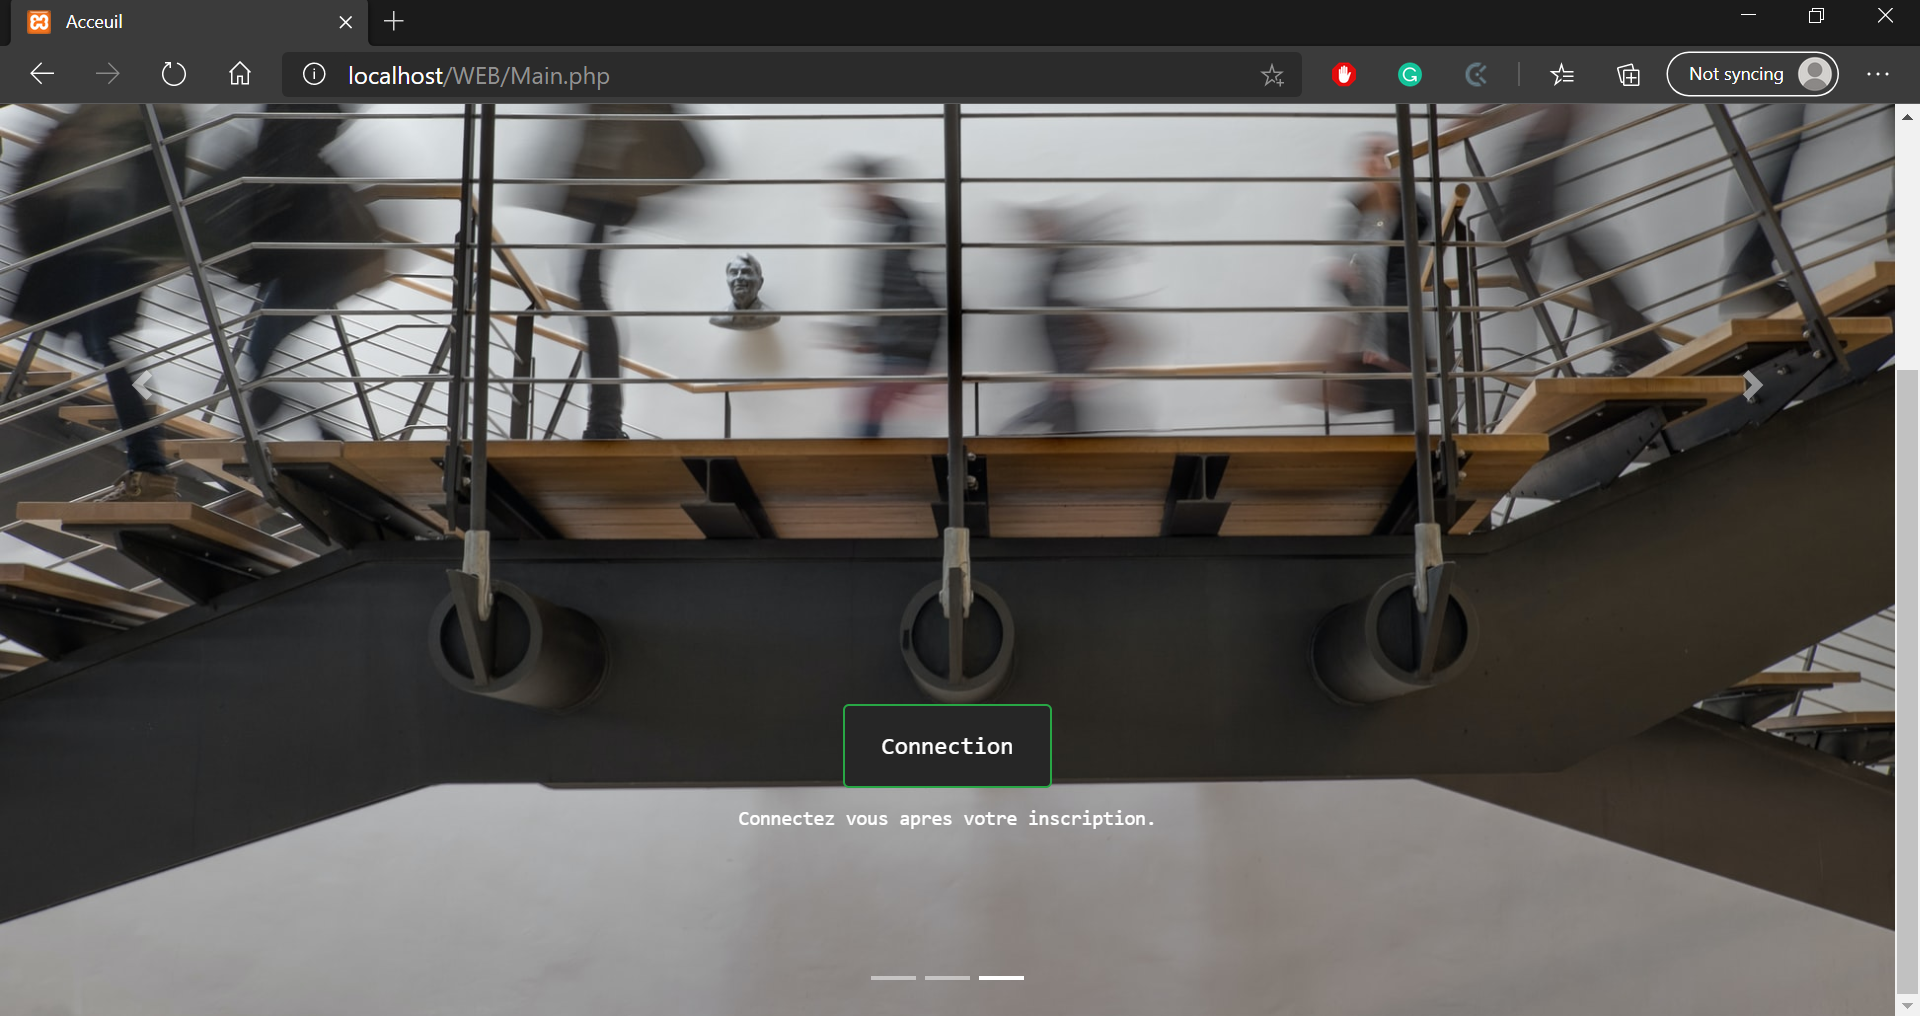 Acceuil
localhost/WEB/Main.php
Not syncing
Connection
Connectez vous apres votre inscription.